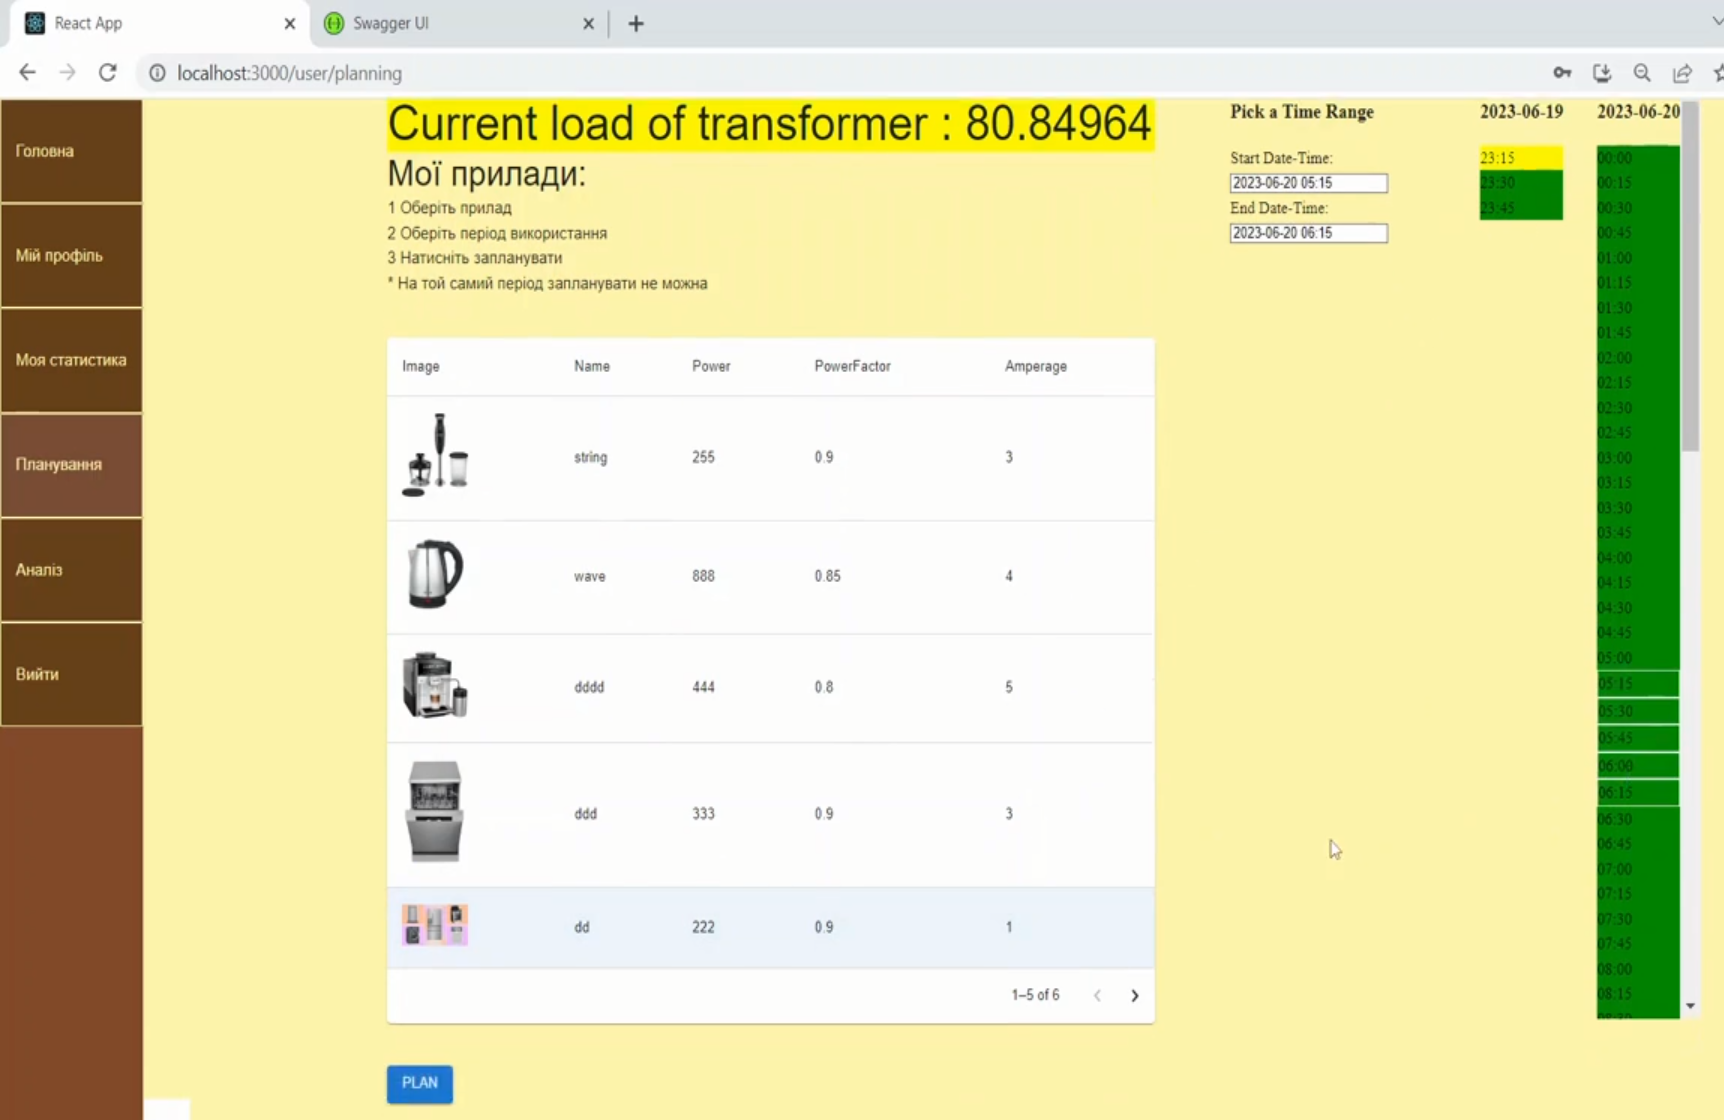 React App
Swagger UI
localhost:3000/user/planning
Головна
Мій профіль
Моя статистика
Планування
Аналіз
Вийти
Current load of transformer : 80.84964
Мої прилади:
1 Оберіть прилад
2 Оберіть період використання
3 Натисніть запланувати
* На той самий період запланувати не можна
Image Name Power PowerFactor Amperage
string 255 0.9 3
wave 888 0.85 4
dddd 444 0.8 5
ddd 333 0.9 3
dd 222 0.9 1
1–5 of 6
PLAN
Pick a Time Range
Start Date-Time:
2023-06-20 05:15
End Date-Time:
2023-06-20 06:15
2023-06-19
23:15
23:30
23:45
2023-06-20
00:00
00:15
00:30
00:45
01:00
01:15
01:30
01:45
02:00
02:15
02:30
02:45
03:00
03:15
03:30
03:45
04:00
04:15
04:30
04:45
05:00
05:15
05:30
05:45
06:00
06:15
06:30
06:45
07:00
07:15
07:30
07:45
08:00
08:15